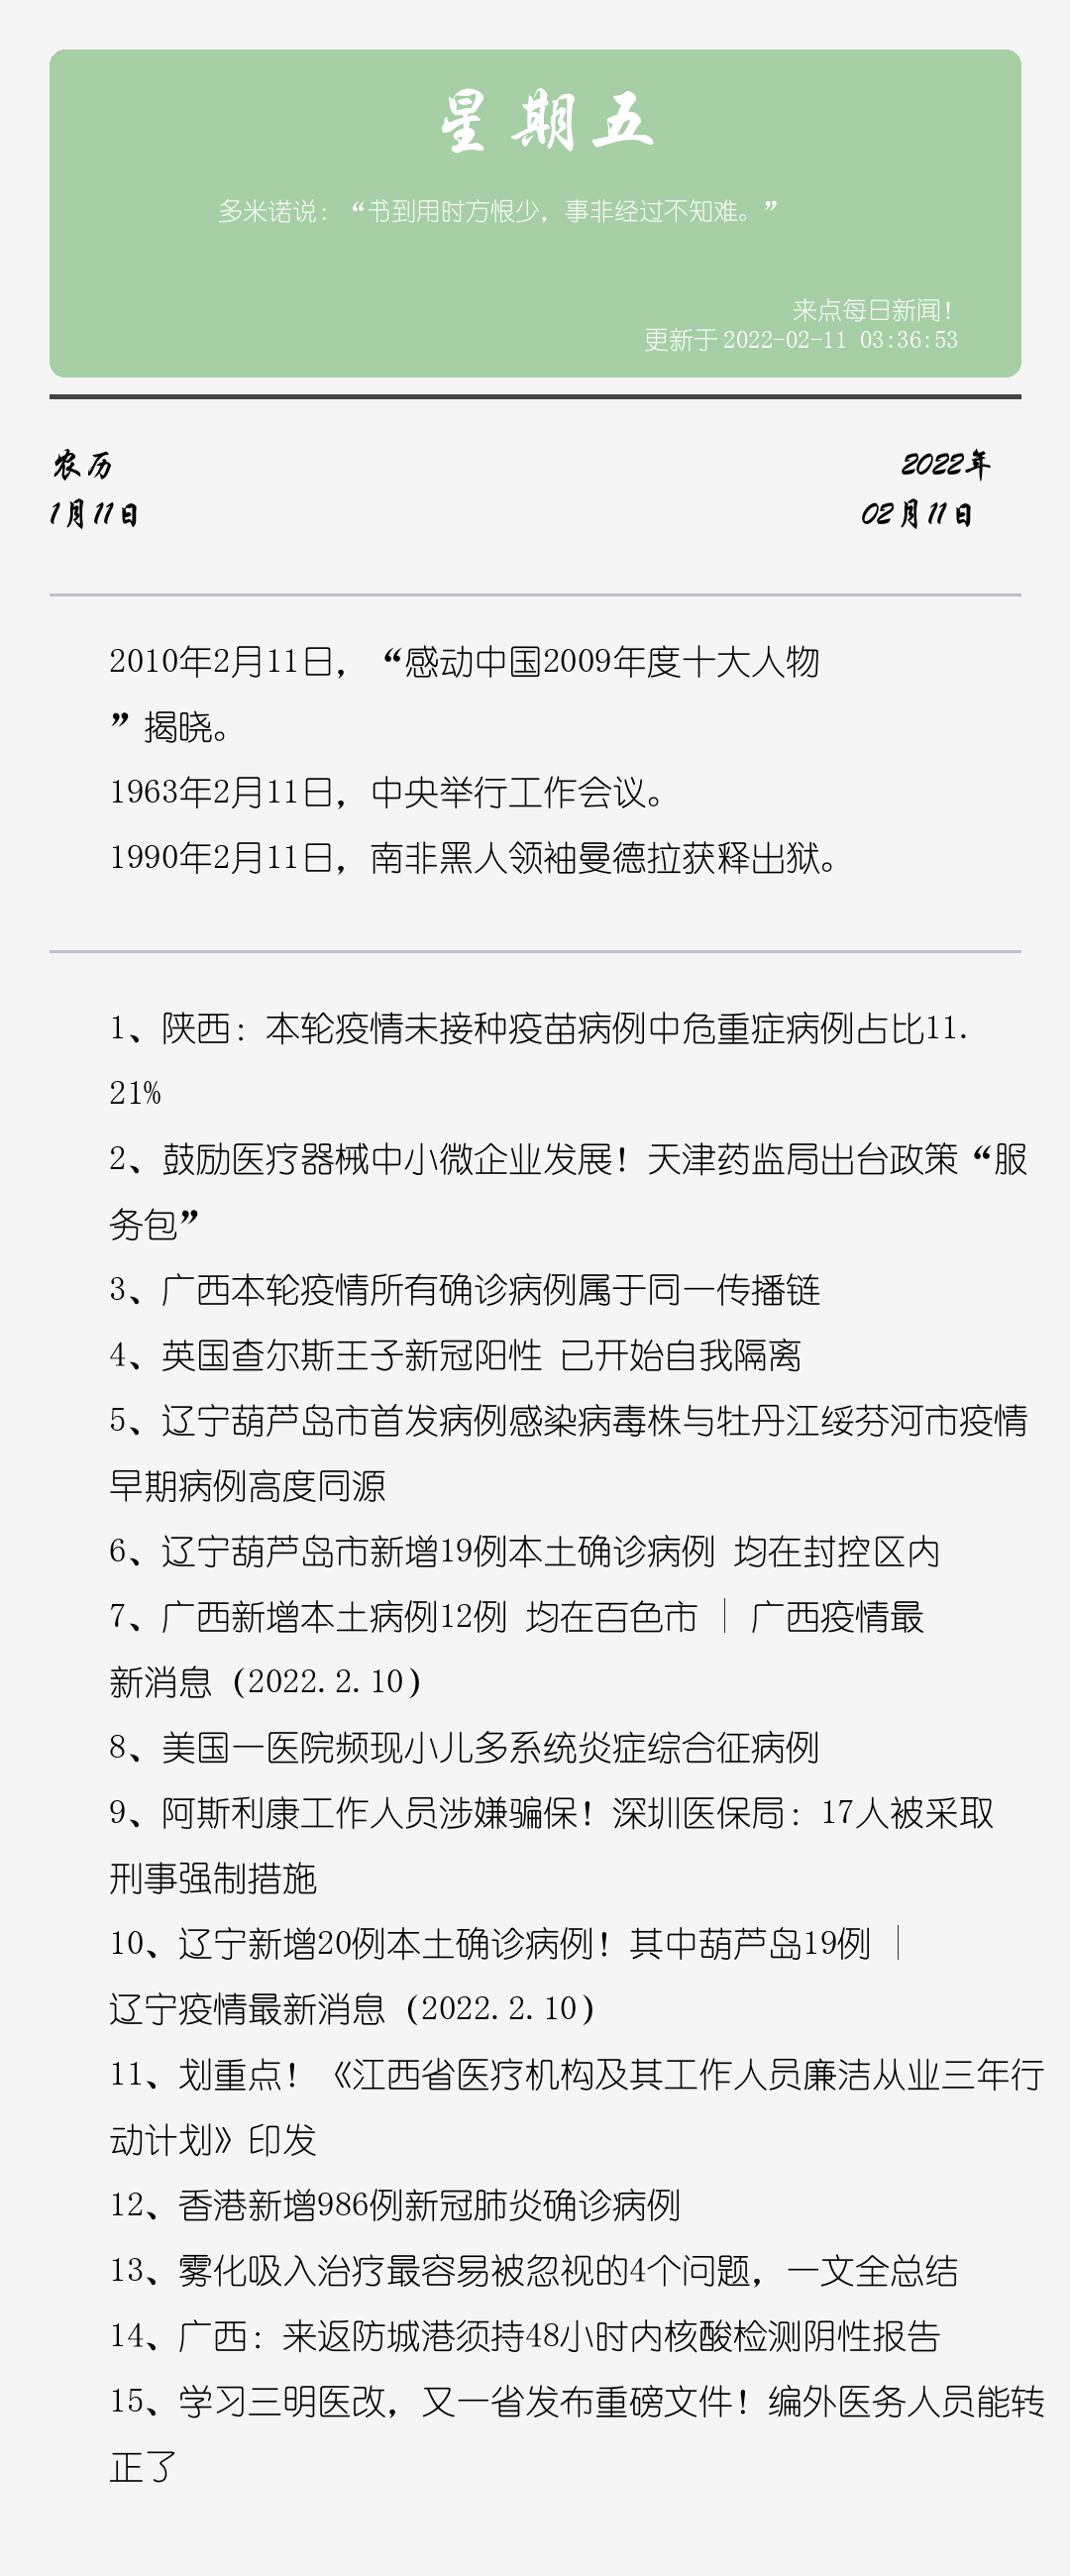 星期五
多米诺说：“书到用时方恨少，事非经过不知难。”
来点每日新闻！
更新于 2022-02-11 03:36:53
农历
2022年
1月11日
02月11日
2010年2月11日，“感动中国2009年度十大人物
”揭晓。
1963年2月11日，中央举行工作会议。
1990年2月11日，南非黑人领袖曼德拉获释出狱。
1、陕西：本轮疫情未接种疫苗病例中危重症病例占比11.
21%
2、鼓励医疗器械中小微企业发展！天津药监局出台政策“服
务包”
3、广西本轮疫情所有确诊病例属于同一传播链
4、英国查尔斯王子新冠阳性 已开始自我隔离
5、辽宁葫芦岛市首发病例感染病毒株与牡丹江绥芬河市疫情
早期病例高度同源
6、辽宁葫芦岛市新增19例本土确诊病例 均在封控区内
7、广西新增本土病例12例 均在百色市 | 广西疫情最
新消息（2022.2.10）
8、美国一医院频现小儿多系统炎症综合征病例
9、阿斯利康工作人员涉嫌骗保！深圳医保局：17人被采取
刑事强制措施
10、辽宁新增20例本土确诊病例！其中葫芦岛19例 |
辽宁疫情最新消息（2022.2.10）
11、划重点！《江西省医疗机构及其工作人员廉洁从业三年行
动计划》印发
12、香港新增986例新冠肺炎确诊病例
13、雾化吸入治疗最容易被忽视的4个问题，一文全总结
14、广西：来返防城港须持48小时内核酸检测阴性报告
15、学习三明医改，又一省发布重磅文件！编外医务人员能转
正了